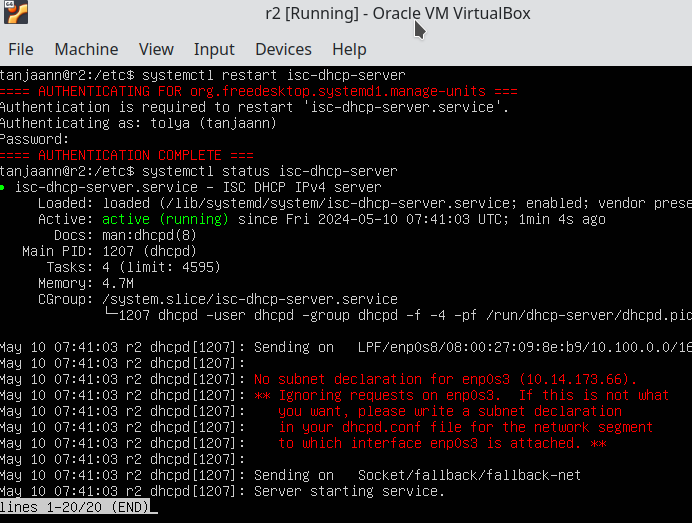 64
r2 [Running] - Oracle VM VirtualBox
File Machine View Input Devices Help
tanjaann@r2:/etc$ systemctl restart isc-dhcp-server
==== AUTHENTICATING FOR org.freedesktop.systemd1.manage-units ===
Authentication is required to restart 'isc-dhcp-server.service'.
Authenticating as: tolya (tanjaann)
Password:
==== AUTHENTICATION COMPLETE ===
tanjaann@r2:/etc$ systemctl status isc-dhcp-server
● isc-dhcp-server.service - ISC DHCP IPv4 server
Loaded: loaded (/lib/systemd/system/isc-dhcp-server.service; enabled; vendor prese
Active: active (running) since Fri 2024-05-10 07:41:03 UTC; 1min 4s ago
Docs: man:dhcpd(8)
Main PID: 1207 (dhcpd)
Tasks: 4 (limit: 4595)
Memory: 4.7M
CGroup: /system.slice/isc-dhcp-server.service
└─1207 dhcpd -user dhcpd -group dhcpd -f -4 -pf /run/dhcp-server/dhcpd.pid
May 10 07:41:03 r2 dhcpd[1207]: Sending on   LPF/enp0s8/08:00:27:09:8e:b9/10.100.0.0/16
May 10 07:41:03 r2 dhcpd[1207]:
May 10 07:41:03 r2 dhcpd[1207]: No subnet declaration for enp0s3 (10.14.173.66).
May 10 07:41:03 r2 dhcpd[1207]: ** Ignoring requests on enp0s3.  If this is not what
May 10 07:41:03 r2 dhcpd[1207]:    you want, please write a subnet declaration
May 10 07:41:03 r2 dhcpd[1207]:    in your dhcpd.conf file for the network segment
May 10 07:41:03 r2 dhcpd[1207]:    to which interface enp0s3 is attached. **
May 10 07:41:03 r2 dhcpd[1207]:
May 10 07:41:03 r2 dhcpd[1207]: Sending on   Socket/fallback/fallback-net
May 10 07:41:03 r2 dhcpd[1207]: Server starting service.
lines 1-20/20 (END)